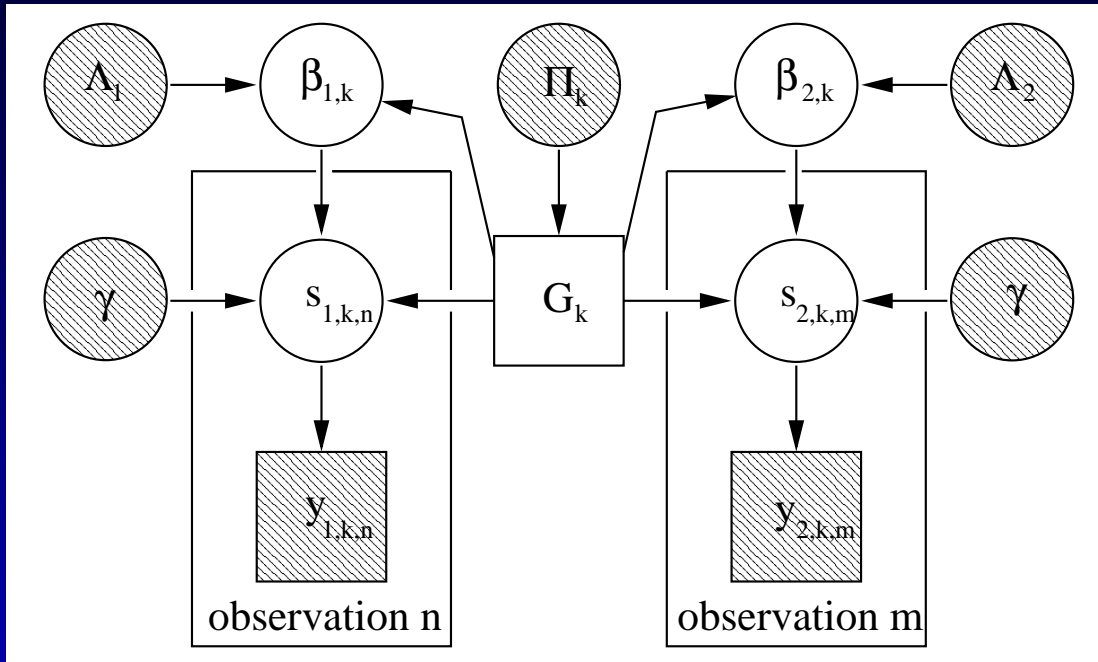 Λ₁
β₁,ₖ
Πₖ
β₂,ₖ
Λ₂
γ
s₁,ₖ,ₙ
Gₖ
s₂,ₖ,ₘ
γ
y₁,ₖ,ₙ
y₂,ₖ,ₘ
observation n
observation m